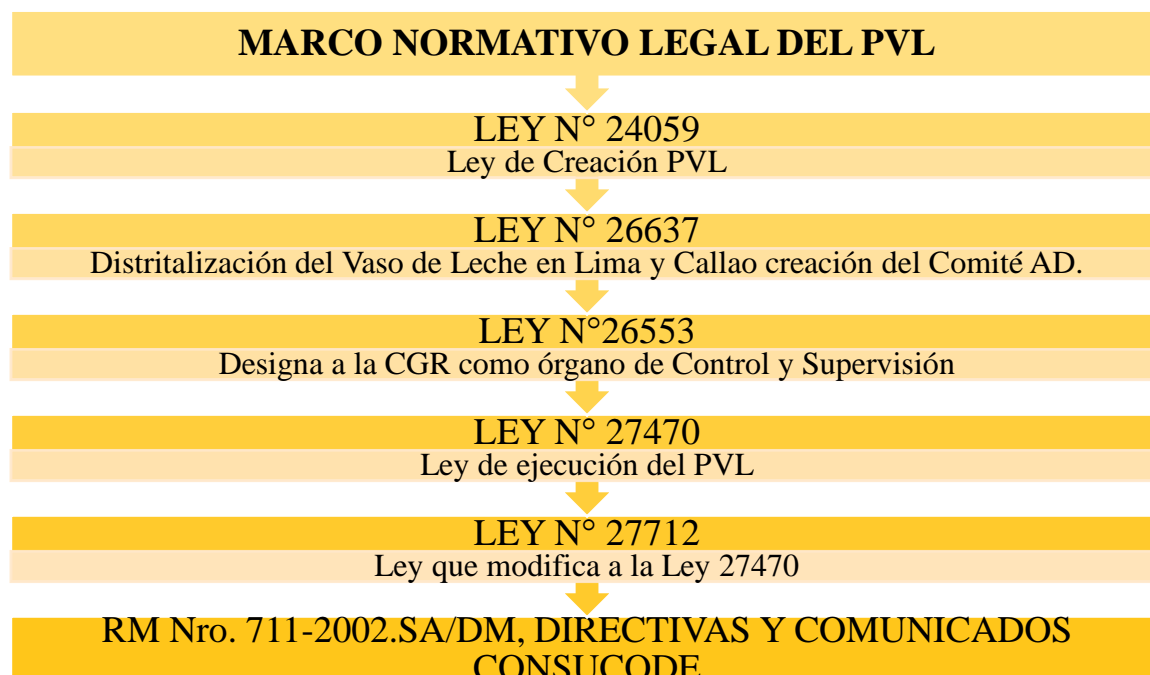 MARCO NORMATIVO LEGAL DEL PVL
LEY N° 24059
Ley de Creación PVL
LEY N° 26637
Distritalización del Vaso de Leche en Lima y Callao creación del Comité AD.
LEY N°26553
Designa a la CGR como órgano de Control y Supervisión
LEY N° 27470
Ley de ejecución del PVL
LEY N° 27712
Ley que modifica a la Ley 27470
RM Nro. 711-2002.SA/DM, DIRECTIVAS Y COMUNICADOS
CONSUCODE